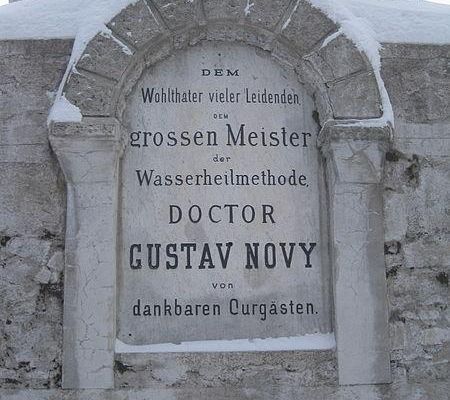 DEM
Wohlthater vieler Leidenden,
DEM
grossen Meister
der
Wasserheilmethode,
DOCTOR
GUSTAV NOVY
von
dankbaren Curgästen.